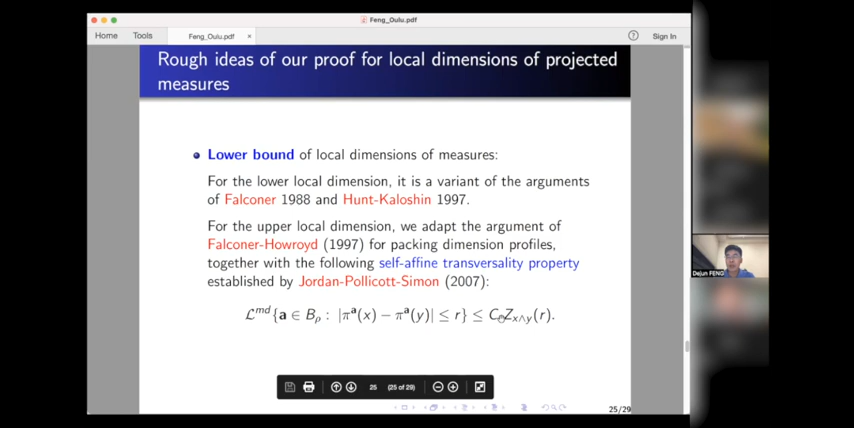 Feng_Oulu.pdf
Home Tools Feng_Oulu.pdf × ? Sign In
Rough ideas of our proof for local dimensions of projected
measures
Lower bound of local dimensions of measures:
For the lower local dimension, it is a variant of the arguments
of Falconer 1988 and Hunt-Kaloshin 1997.
For the upper local dimension, we adapt the argument of
Falconer-Howroyd (1997) for packing dimension profiles,
together with the following self-affine transversality property
established by Jordan-Pollicott-Simon (2007):
ℒ^{md}{𝐚 ∈ B_ρ : |π^𝐚(x) − π^𝐚(y)| ≤ r} ≤ C Z_{x∧y}(r).
25 (25 of 29)
25/29
Dejun FENG